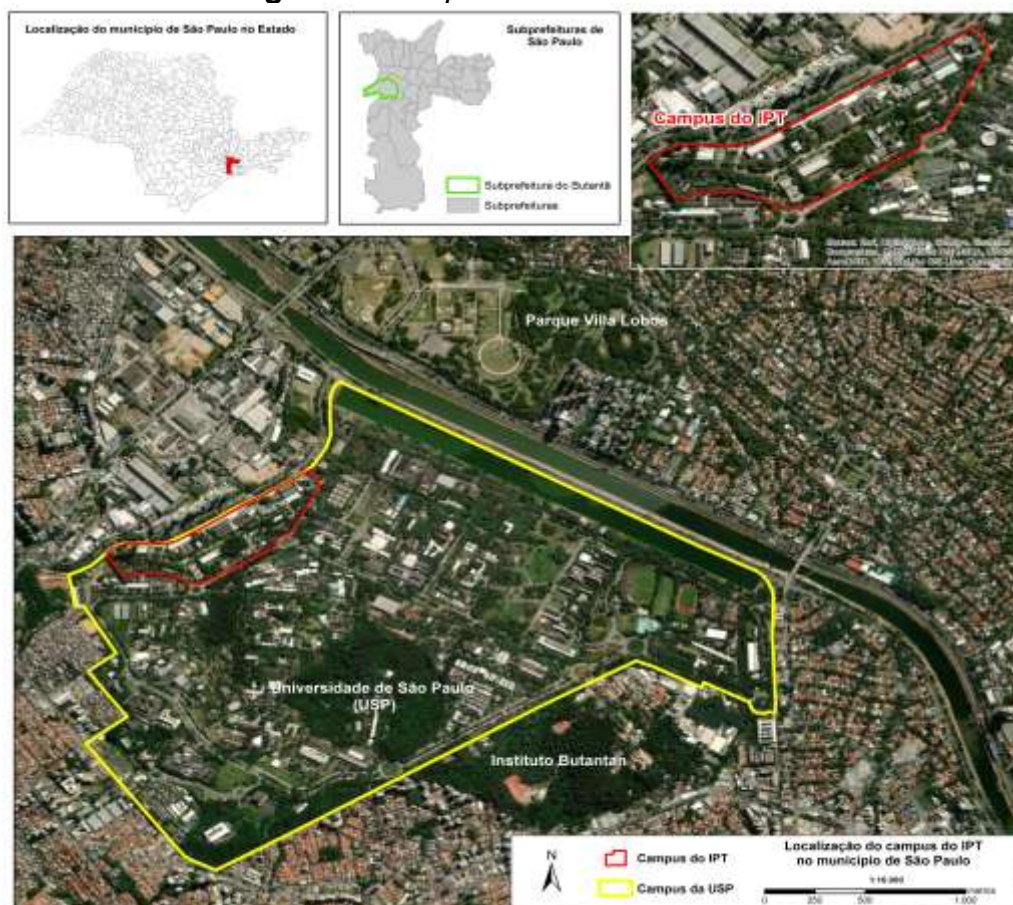 Localização do município de São Paulo no Estado
Subprefeituras de
São Paulo
Subprefeitura do Butantã
Subprefeituras
Campus do IPT
Parque Villa Lobos
Universidade de São Paulo
(USP)
Instituto Butantan
N
Campus do IPT
Campus da USP
Localização do campus do IPT
no município de São Paulo
0 250 500 1.000